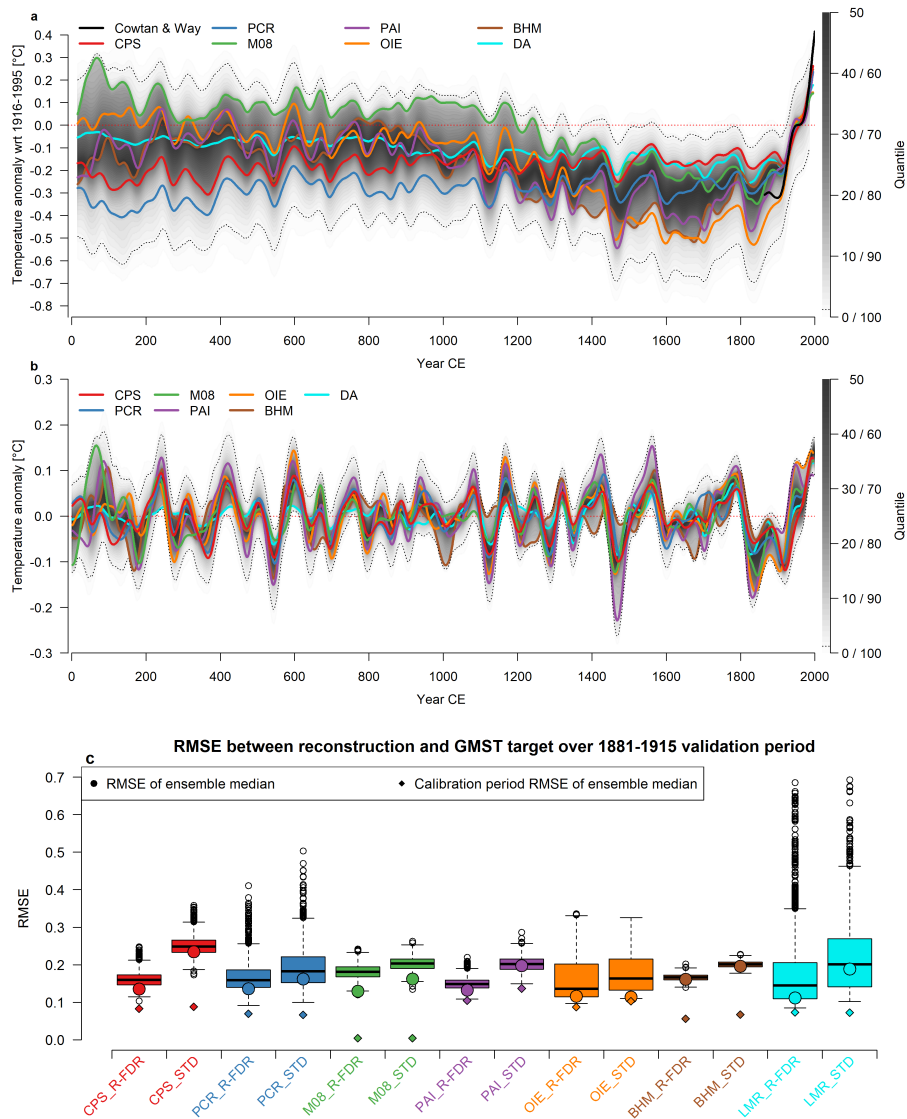 a
Cowtan & Way PCR PAI BHM
CPS M08 OIE DA
Temperature anomaly wrt 1916-1995 [°C]
0.4
0.3
0.2
0.1
0.0
-0.1
-0.2
-0.3
-0.4
-0.5
-0.6
-0.7
-0.8
0 200 400 600 800 1000 1200 1400 1600 1800 2000
Year CE
50
40 / 60
30 / 70
20 / 80
10 / 90
0 / 100
Quantile
b
CPS M08 OIE DA
PCR PAI BHM
Temperature anomaly [°C]
0.3
0.2
0.1
0.0
-0.1
-0.2
-0.3
0 200 400 600 800 1000 1200 1400 1600 1800 2000
Year CE
50
40 / 60
30 / 70
20 / 80
10 / 90
0 / 100
Quantile
RMSE between reconstruction and GMST target over 1881-1915 validation period
c
RMSE of ensemble median Calibration period RMSE of ensemble median
RMSE
0.7
0.6
0.5
0.4
0.3
0.2
0.1
0.0
CPS_R-FDR CPS_STD PCR_R-FDR PCR_STD M08_R-FDR M08_STD PAI_R-FDR PAI_STD OIE_R-FDR OIE_STD BHM_R-FDR BHM_STD LMR_R-FDR LMR_STD